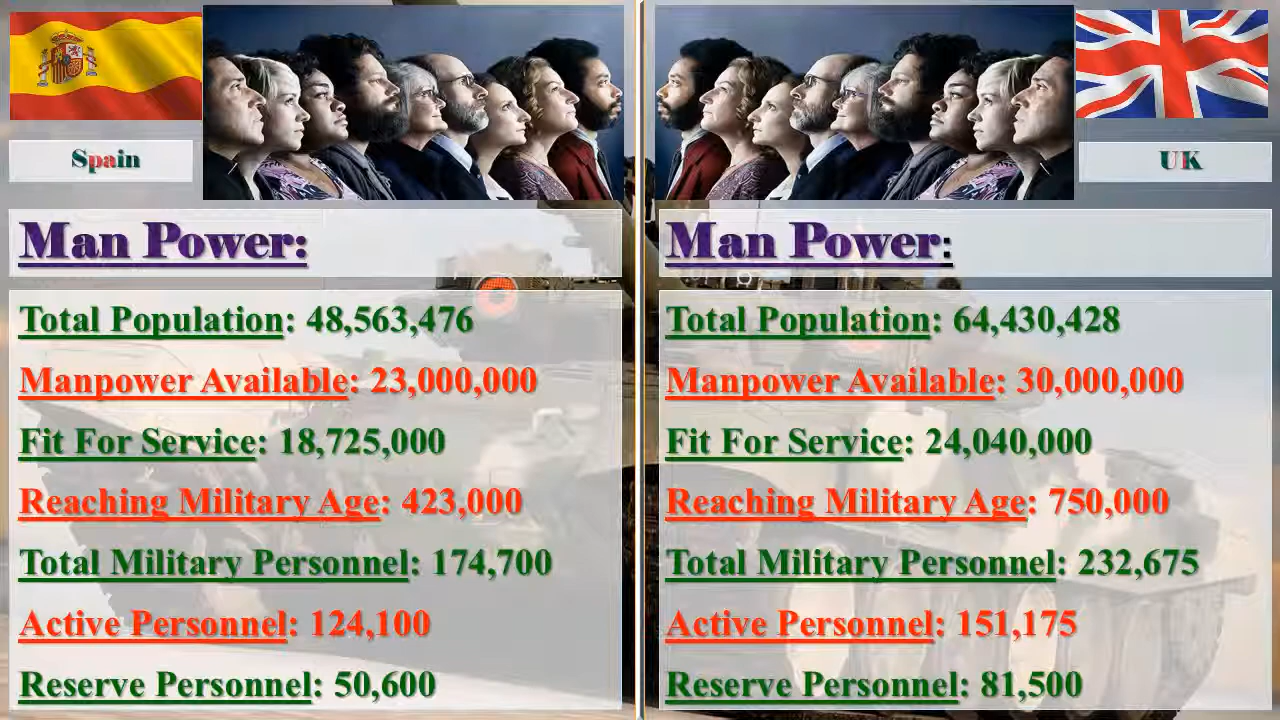 Spain
Man Power:
Total Population: 48,563,476
Manpower Available: 23,000,000
Fit For Service: 18,725,000
Reaching Military Age: 423,000
Total Military Personnel: 174,700
Active Personnel: 124,100
Reserve Personnel: 50,600
UK
Man Power:
Total Population: 64,430,428
Manpower Available: 30,000,000
Fit For Service: 24,040,000
Reaching Military Age: 750,000
Total Military Personnel: 232,675
Active Personnel: 151,175
Reserve Personnel: 81,500